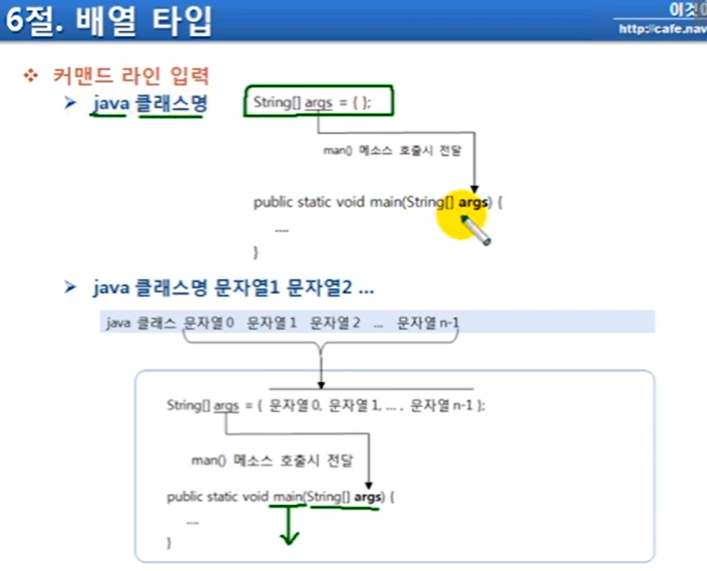 6절. 배열 타입
http://cafe.nav
❖ 커맨드 라인 입력
➤ java 클래스명
String[] args = { };
man() 메소스 호출시 전달
public static void main(String[] args) {
....
}
➤ java 클래스명 문자열1 문자열2 ...
java 클래스 문자열 0 문자열 1 문자열 2 ... 문자열 n-1
String[] args = { 문자열 0, 문자열 1, ... , 문자열 n-1 };
man() 메소스 호출시 전달
public static void main(String[] args) {
....
}